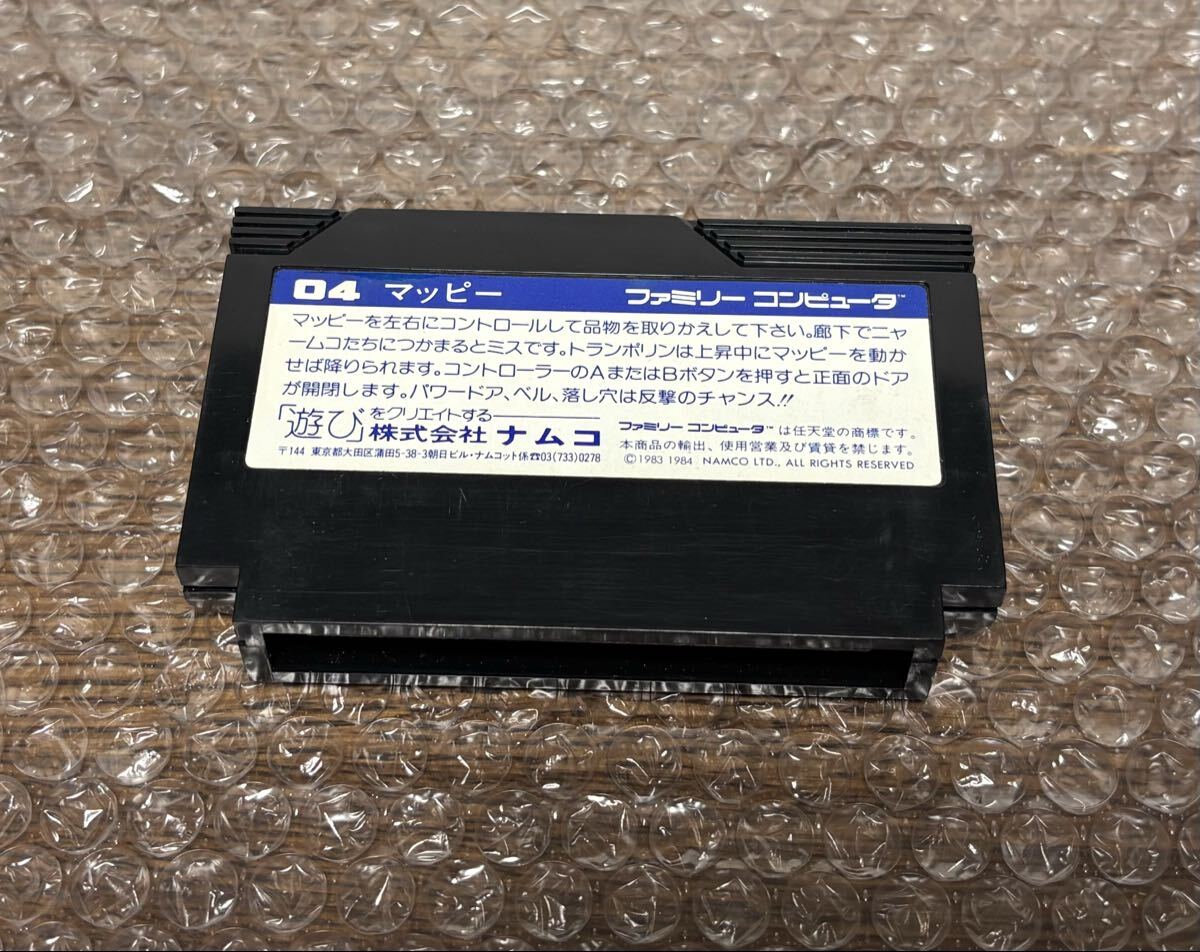 04 マッピー ファミリー コンピュータ™
マッピーを左右にコントロールして品物を取りかえして下さい。廊下でニャ
ームコたちにつかまるとミスです。トランポリンは上昇中にマッピーを動か
せば降りられます。コントローラーのAまたはBボタンを押すと正面のドア
が開閉します。パワードア、ベル、落し穴は反撃のチャンス!!
「遊び」をクリエイトする
株式会社 ナムコ
〒144 東京都大田区蒲田5-38-3朝日ビル・ナムコット係☎03(733)0278
ファミリー コンピュータ™ は任天堂の商標です。
本商品の輸出、使用営業及び賃貸を禁じます。
©1983 1984 NAMCO LTD., ALL RIGHTS RESERVED